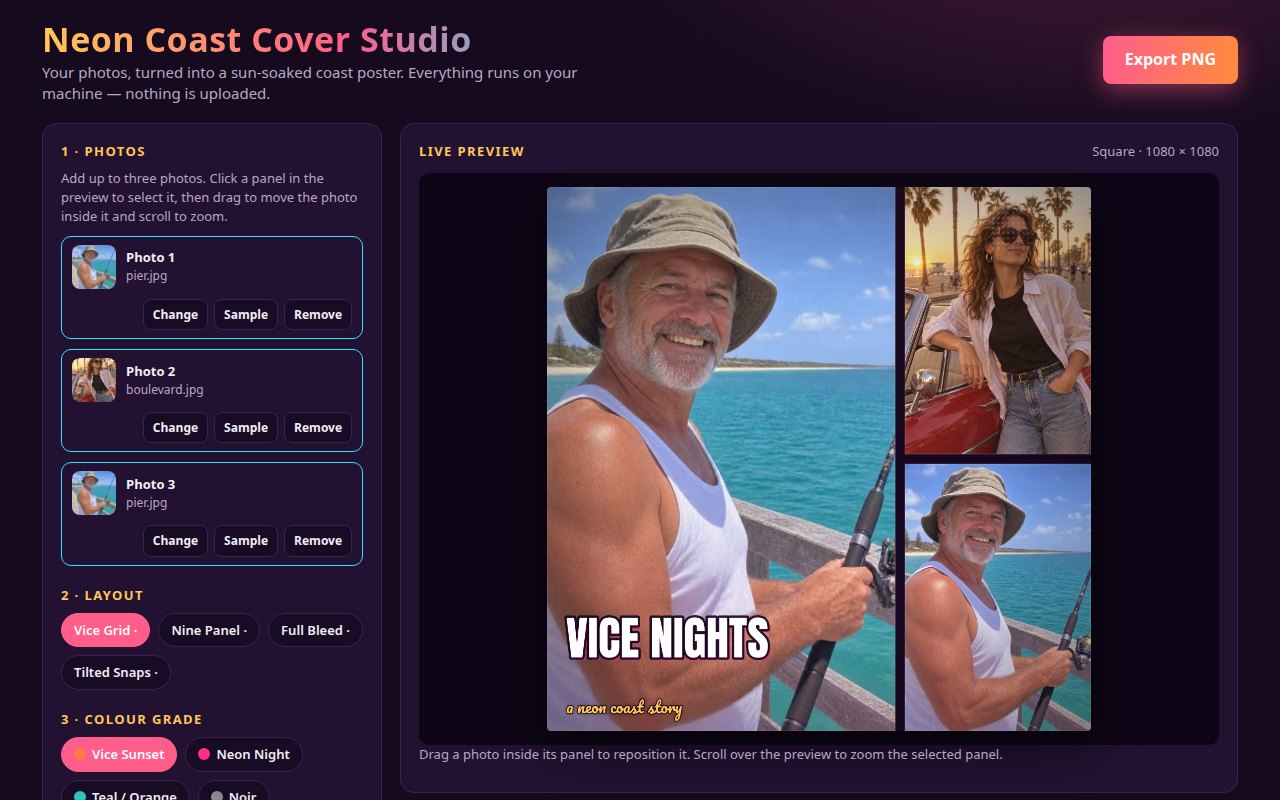 Neon Coast Cover Studio
Your photos, turned into a sun-soaked coast poster. Everything runs on your
machine — nothing is uploaded.
Export PNG
1 · PHOTOS
Add up to three photos. Click a panel in the
preview to select it, then drag to move the photo
inside it and scroll to zoom.
Photo 1
pier.jpg
Change Sample Remove
Photo 2
boulevard.jpg
Change Sample Remove
Photo 3
pier.jpg
Change Sample Remove
2 · LAYOUT
Vice Grid · Nine Panel · Full Bleed ·
Tilted Snaps ·
3 · COLOUR GRADE
Vice Sunset Neon Night
Teal / Orange Noir
LIVE PREVIEW
Square · 1080 × 1080
VICE NIGHTS
a neon coast story
Drag a photo inside its panel to reposition it. Scroll over the preview to zoom the selected panel.